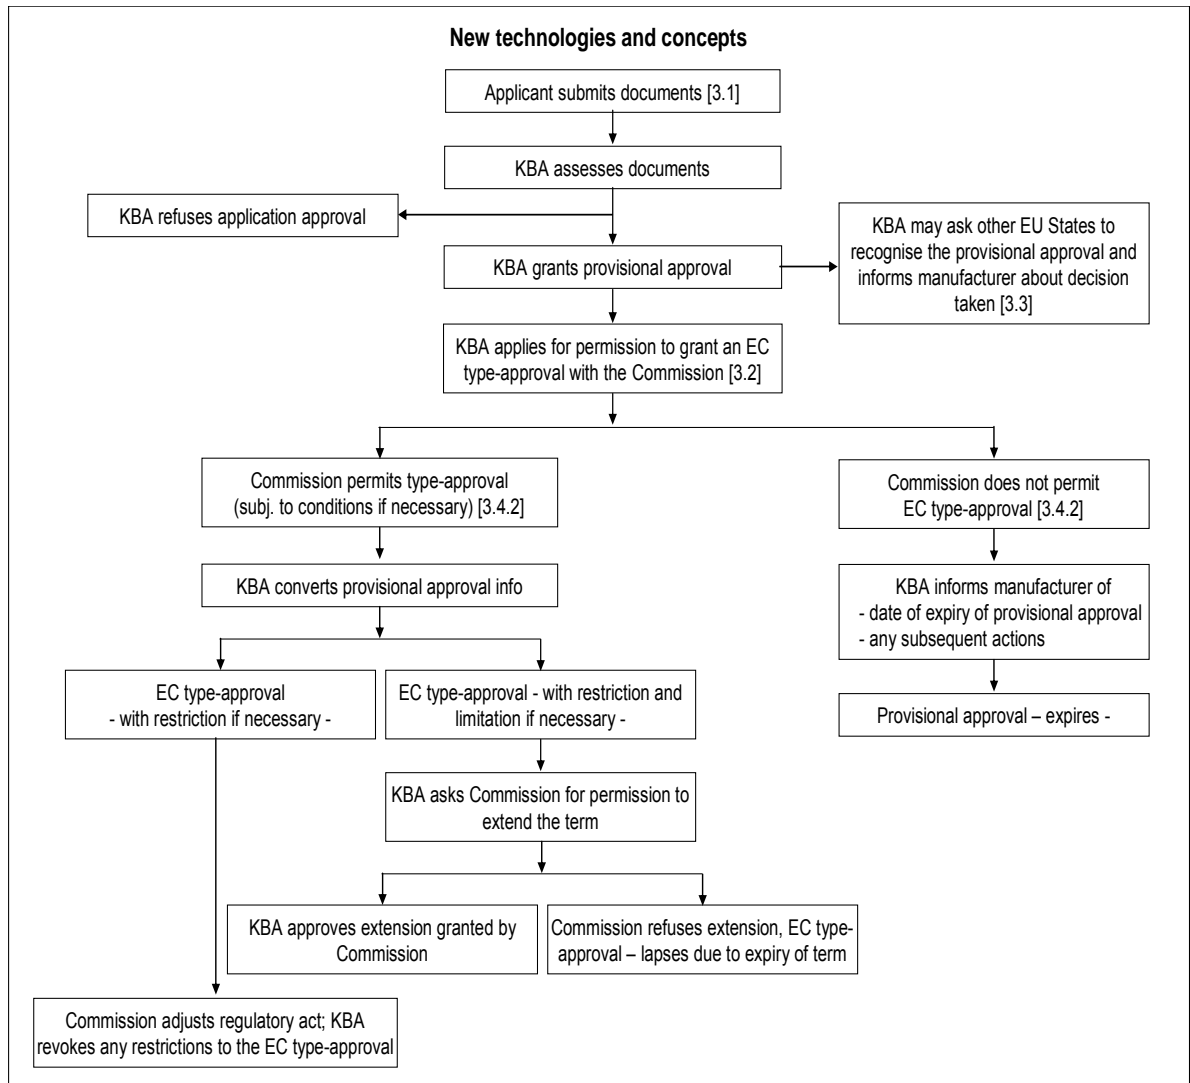 New technologies and concepts
Applicant submits documents [3.1]
KBA assesses documents
KBA refuses application approval
KBA may ask other EU States to
recognise the provisional approval and
informs manufacturer about decision
taken [3.3]
KBA grants provisional approval
KBA applies for permission to grant an EC
type-approval with the Commission [3.2]
Commission permits type-approval
(subj. to conditions if necessary) [3.4.2]
Commission does not permit
EC type-approval [3.4.2]
KBA converts provisional approval info
KBA informs manufacturer of
- date of expiry of provisional approval
- any subsequent actions
EC type-approval
- with restriction if necessary -
EC type-approval - with restriction and
limitation if necessary -
Provisional approval – expires -
KBA asks Commission for permission to
extend the term
KBA approves extension granted by
Commission
Commission refuses extension, EC type-
approval – lapses due to expiry of term
Commission adjusts regulatory act; KBA
revokes any restrictions to the EC type-approval